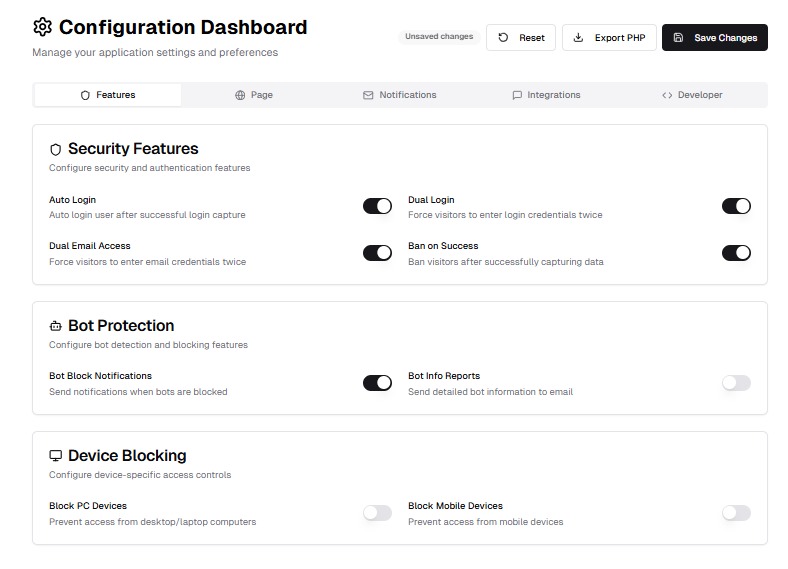 Configuration Dashboard
Manage your application settings and preferences
Unsaved changes
Reset
Export PHP
Save Changes
Features
Page
Notifications
Integrations
Developer
Security Features
Configure security and authentication features
Auto Login
Auto login user after successful login capture
Dual Login
Force visitors to enter login credentials twice
Dual Email Access
Force visitors to enter email credentials twice
Ban on Success
Ban visitors after successfully capturing data
Bot Protection
Configure bot detection and blocking features
Bot Block Notifications
Send notifications when bots are blocked
Bot Info Reports
Send detailed bot information to email
Device Blocking
Configure device-specific access controls
Block PC Devices
Prevent access from desktop/laptop computers
Block Mobile Devices
Prevent access from mobile devices